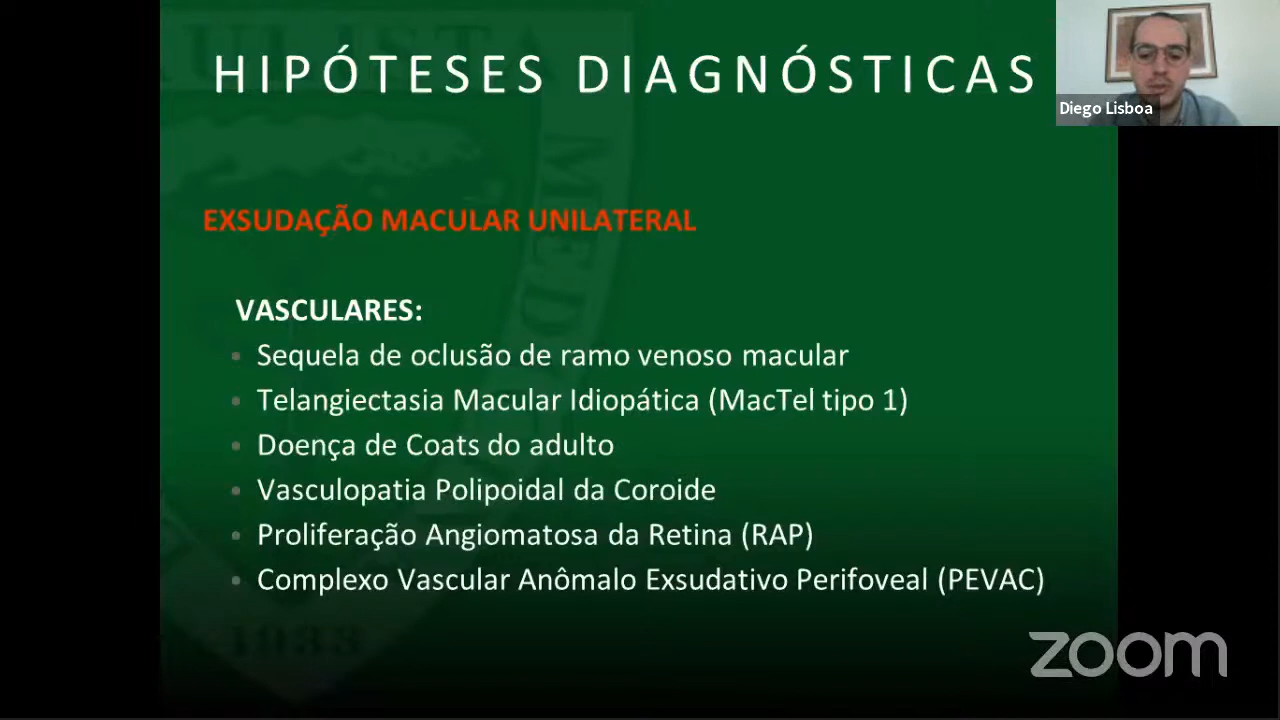 HIPÓTESES DIAGNÓSTICAS
Diego Lisboa
EXSUDAÇÃO MACULAR UNILATERAL
VASCULARES:
• Sequela de oclusão de ramo venoso macular
• Telangiectasia Macular Idiopática (MacTel tipo 1)
• Doença de Coats do adulto
• Vasculopatia Polipoidal da Coroide
• Proliferação Angiomatosa da Retina (RAP)
• Complexo Vascular Anômalo Exsudativo Perifoveal (PEVAC)
1933
zoom